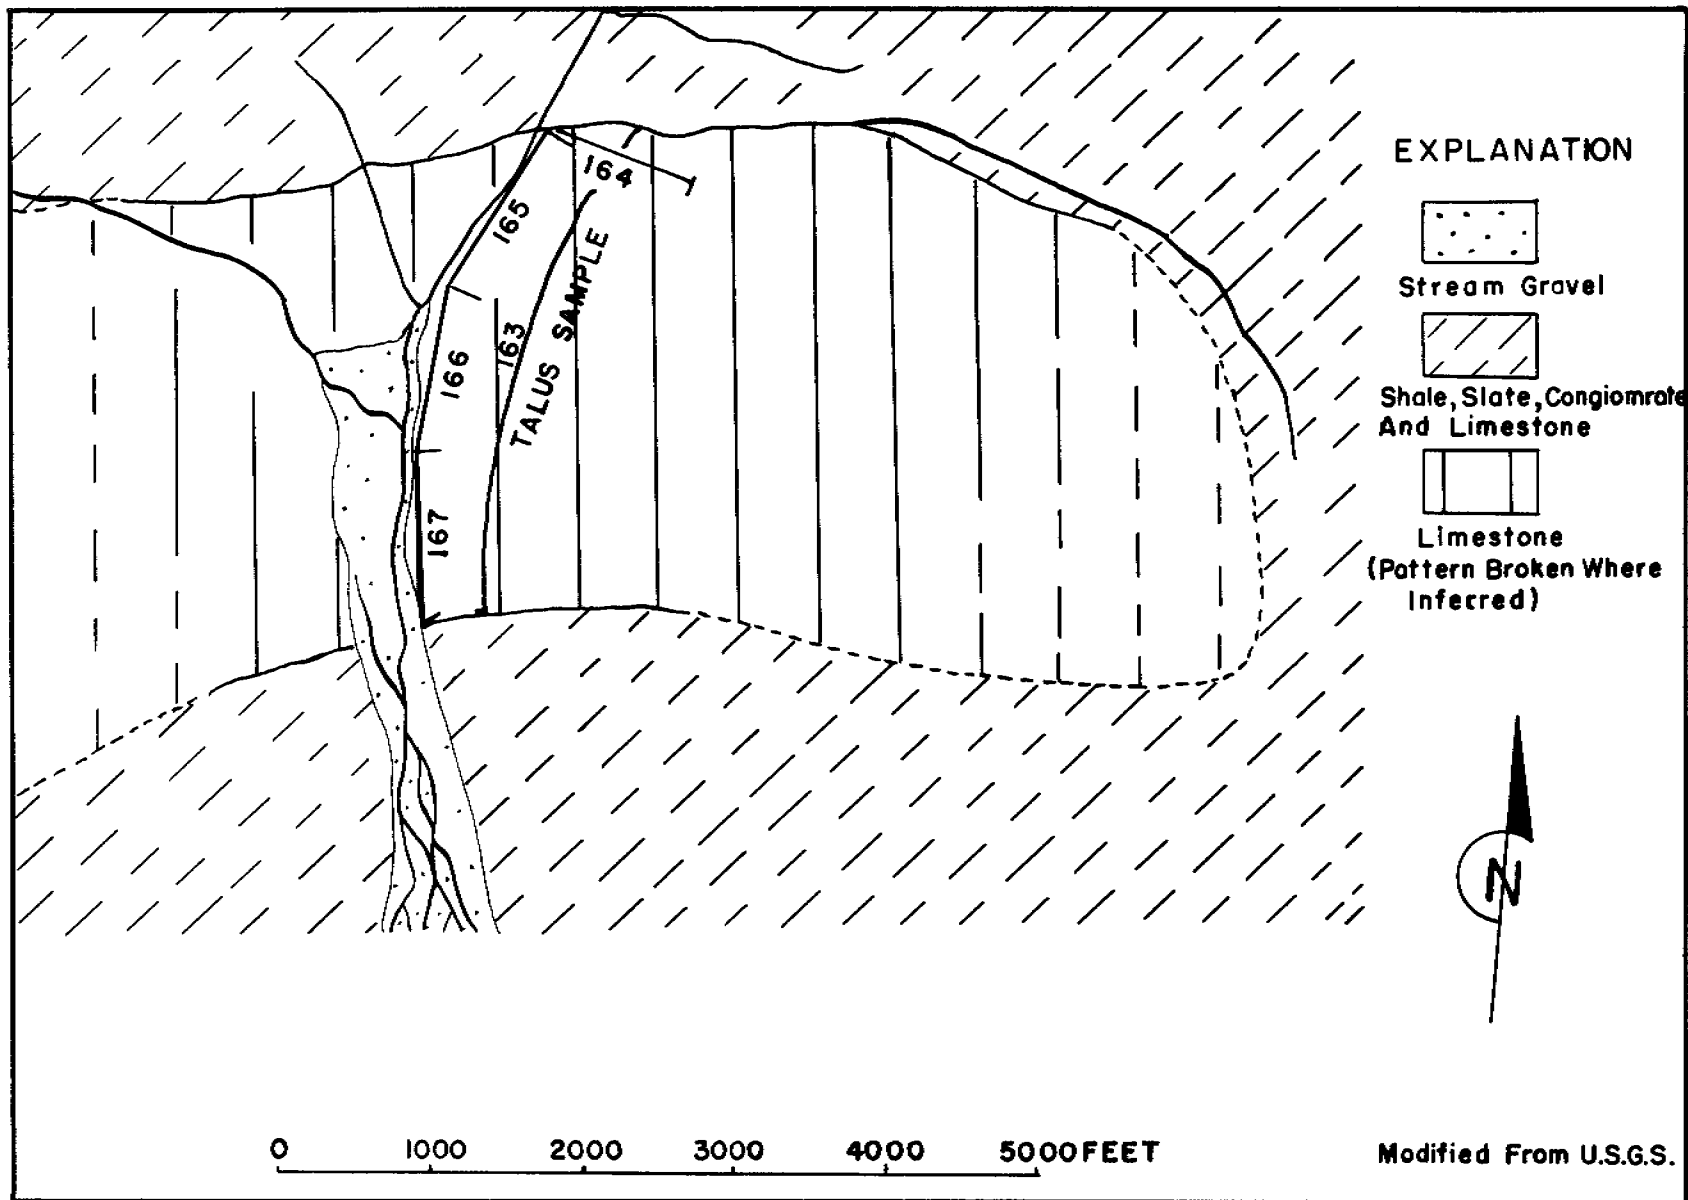 164
165
TALUS SAMPLE
163
166
167
EXPLANATION
Stream Gravel
Shale, Slate, Congiomrate
And Limestone
Limestone
(Pattern Broken Where
Inferred)
N
0 1000 2000 3000 4000 5000 FEET
Modified From U.S.G.S.